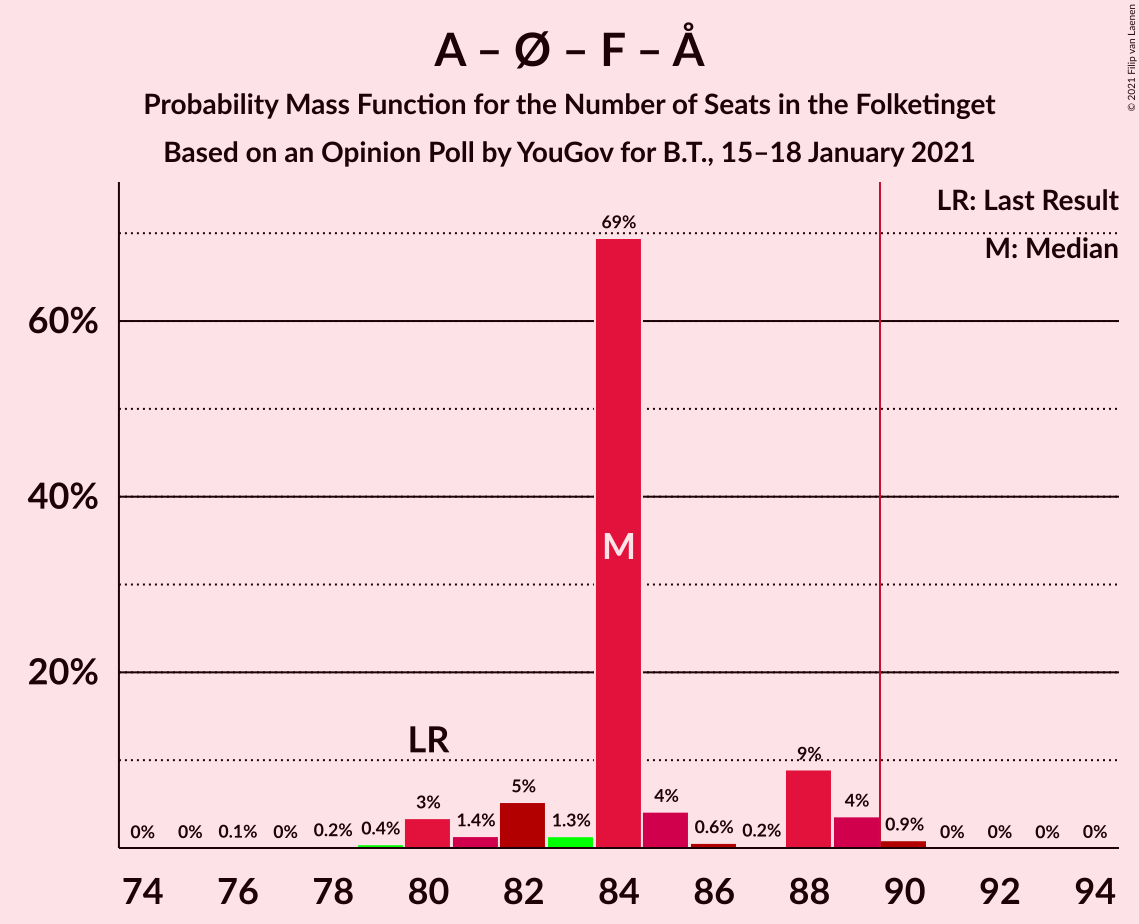 A – Ø – F – Å
Probability Mass Function for the Number of Seats in the Folketinget
Based on an Opinion Poll by YouGov for B.T., 15–18 January 2021
© 2021 Filip van Laenen
LR: Last Result
M: Median
69%
60%
M
40%
20%
LR
0% 0% 0.1% 0% 0.2% 0.4% 3% 1.4% 5% 1.3% 4% 0.6% 0.2% 9% 4% 0.9% 0% 0% 0% 0%
74 76 78 80 82 84 86 88 90 92 94